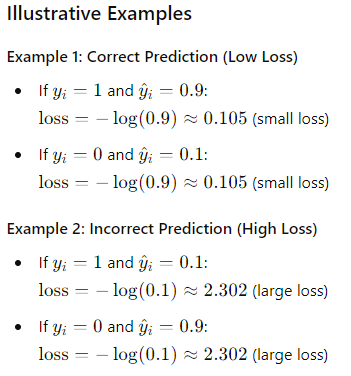 Illustrative Examples
Example 1: Correct Prediction (Low Loss)
• If yᵢ = 1 and ŷᵢ = 0.9:
loss = − log(0.9) ≈ 0.105 (small loss)
• If yᵢ = 0 and ŷᵢ = 0.1:
loss = − log(0.9) ≈ 0.105 (small loss)
Example 2: Incorrect Prediction (High Loss)
• If yᵢ = 1 and ŷᵢ = 0.1:
loss = − log(0.1) ≈ 2.302 (large loss)
• If yᵢ = 0 and ŷᵢ = 0.9:
loss = − log(0.1) ≈ 2.302 (large loss)